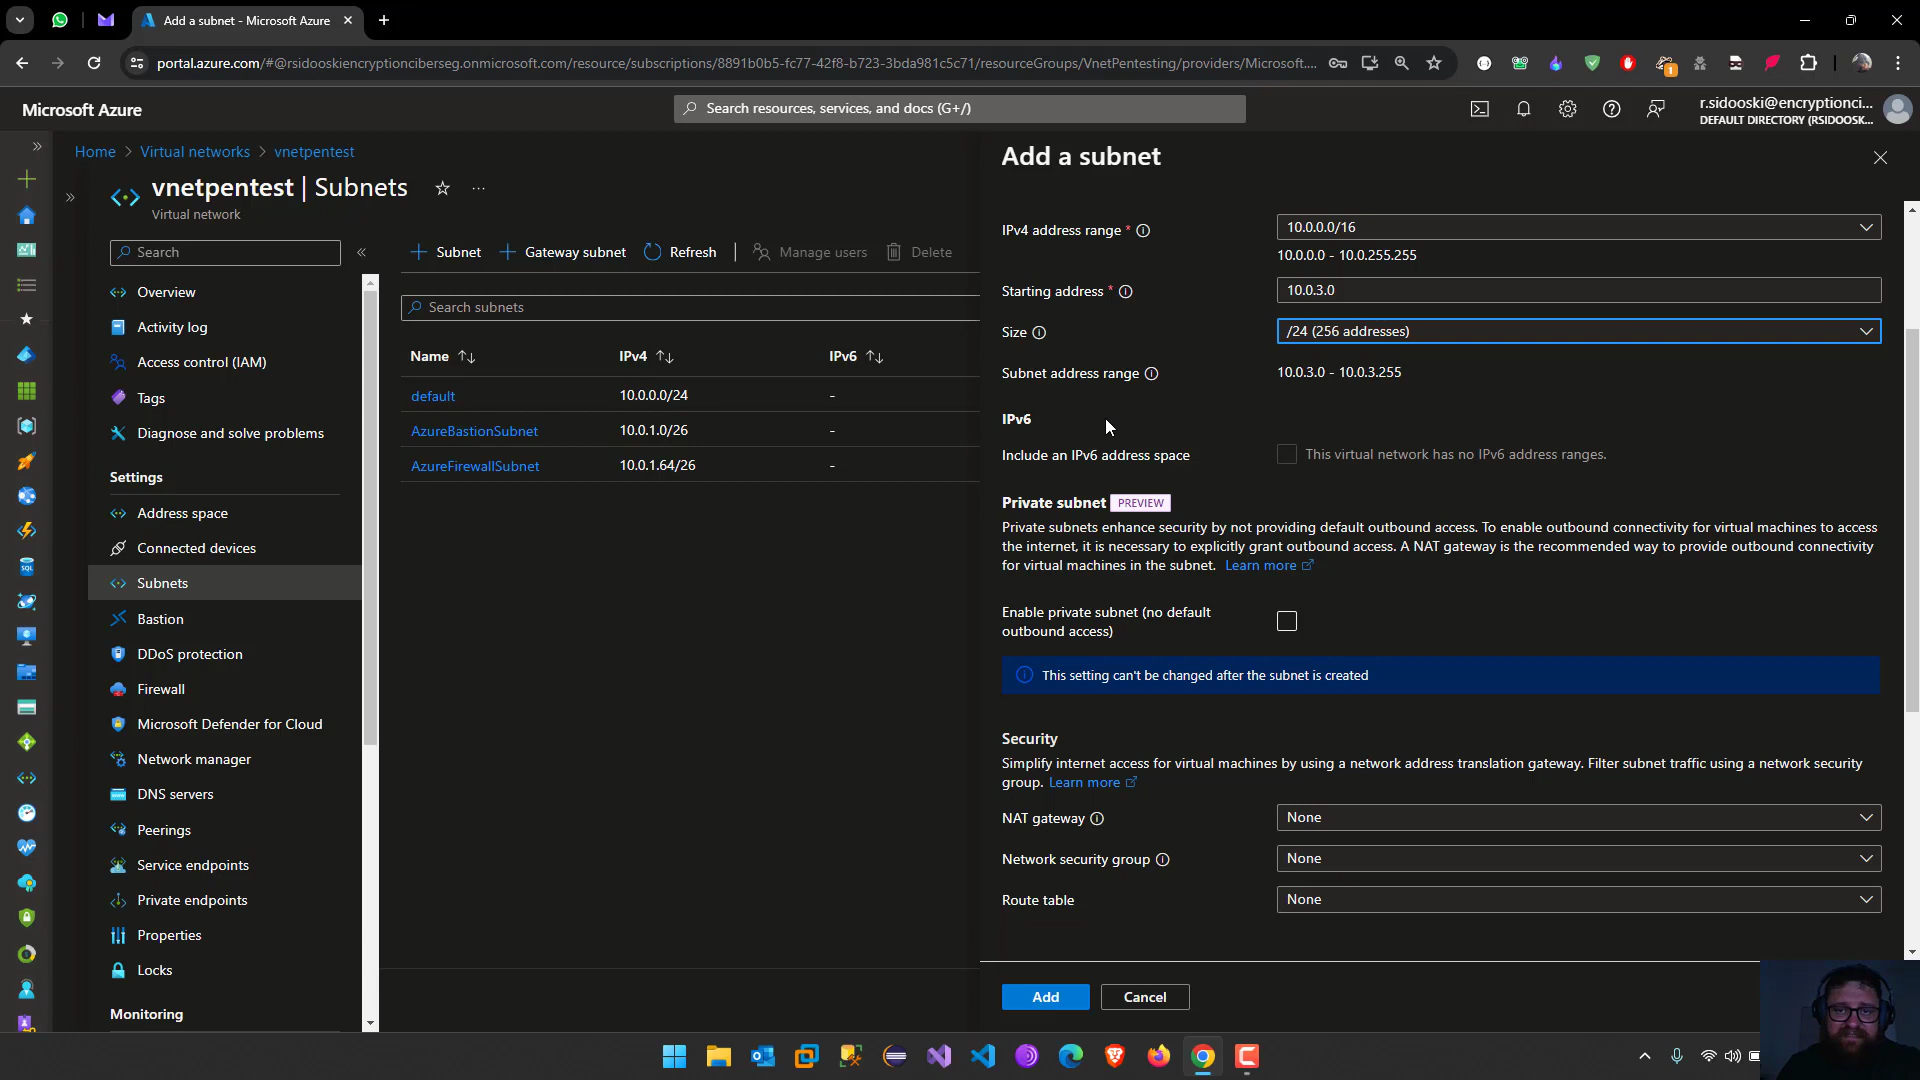 Add a subnet - Microsoft Azure
portal.azure.com/#@rsidooskiencryptionciberseg.onmicrosoft.com/resource/subscriptions/8891b0b5-fc77-42f8-b723-3bda981c5c71/resourceGroups/VnetPentesting/providers/Microsoft....
1
Microsoft Azure
Search resources, services, and docs (G+/)
r.sidooski@encryptionci...
DEFAULT DIRECTORY (RSIDOOSK...
Home > Virtual networks > vnetpentest
vnetpentest | Subnets
Virtual network
Search
Overview
Activity log
Access control (IAM)
Tags
Diagnose and solve problems
Settings
Address space
Connected devices
Subnets
Bastion
DDoS protection
Firewall
Microsoft Defender for Cloud
Network manager
DNS servers
Peerings
Service endpoints
Private endpoints
Properties
Locks
Monitoring
Subnet
Gateway subnet
Refresh
Manage users
Delete
Search subnets
Name IPv4 IPv6
default 10.0.0.0/24 -
AzureBastionSubnet 10.0.1.0/26 -
AzureFirewallSubnet 10.0.1.64/26 -
Add a subnet
IPv4 address range * 10.0.0.0/16
10.0.0.0 - 10.0.255.255
Starting address * 10.0.3.0
Size /24 (256 addresses)
Subnet address range 10.0.3.0 - 10.0.3.255
IPv6
Include an IPv6 address space This virtual network has no IPv6 address ranges.
Private subnet PREVIEW
Private subnets enhance security by not providing default outbound access. To enable outbound connectivity for virtual machines to access
the internet, it is necessary to explicitly grant outbound access. A NAT gateway is the recommended way to provide outbound connectivity
for virtual machines in the subnet. Learn more
Enable private subnet (no default
outbound access)
This setting can't be changed after the subnet is created
Security
Simplify internet access for virtual machines by using a network address translation gateway. Filter subnet traffic using a network security
group. Learn more
NAT gateway None
Network security group None
Route table None
Add
Cancel